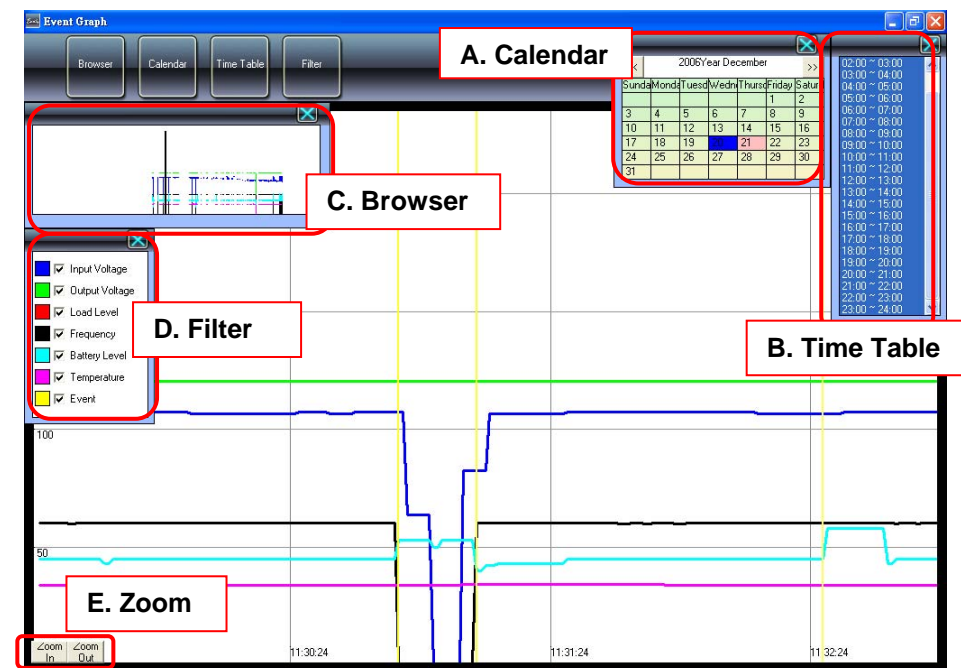 Event Graph
Browser
Calendar
Time Table
Filter
A. Calendar
<
2006Year December
>>
Sunda Monda Tuesd Wedn Thurs Friday Satur
1 2
3 4 5 6 7 8 9
10 11 12 13 14 15 16
17 18 19 20 21 22 23
24 25 26 27 28 29 30
31
02:00 ~ 03:00
03:00 ~ 04:00
04:00 ~ 05:00
05:00 ~ 06:00
06:00 ~ 07:00
07:00 ~ 08:00
08:00 ~ 09:00
09:00 ~ 10:00
10:00 ~ 11:00
11:00 ~ 12:00
12:00 ~ 13:00
13:00 ~ 14:00
14:00 ~ 15:00
15:00 ~ 16:00
16:00 ~ 17:00
17:00 ~ 18:00
18:00 ~ 19:00
19:00 ~ 20:00
20:00 ~ 21:00
21:00 ~ 22:00
22:00 ~ 23:00
23:00 ~ 24:00
B. Time Table
C. Browser
Input Voltage
Output Voltage
Load Level
Frequency
Battery Level
Temperature
Event
D. Filter
100
50
E. Zoom
Zoom In
Zoom Out
11:30:24
11:31:24
11:32:24